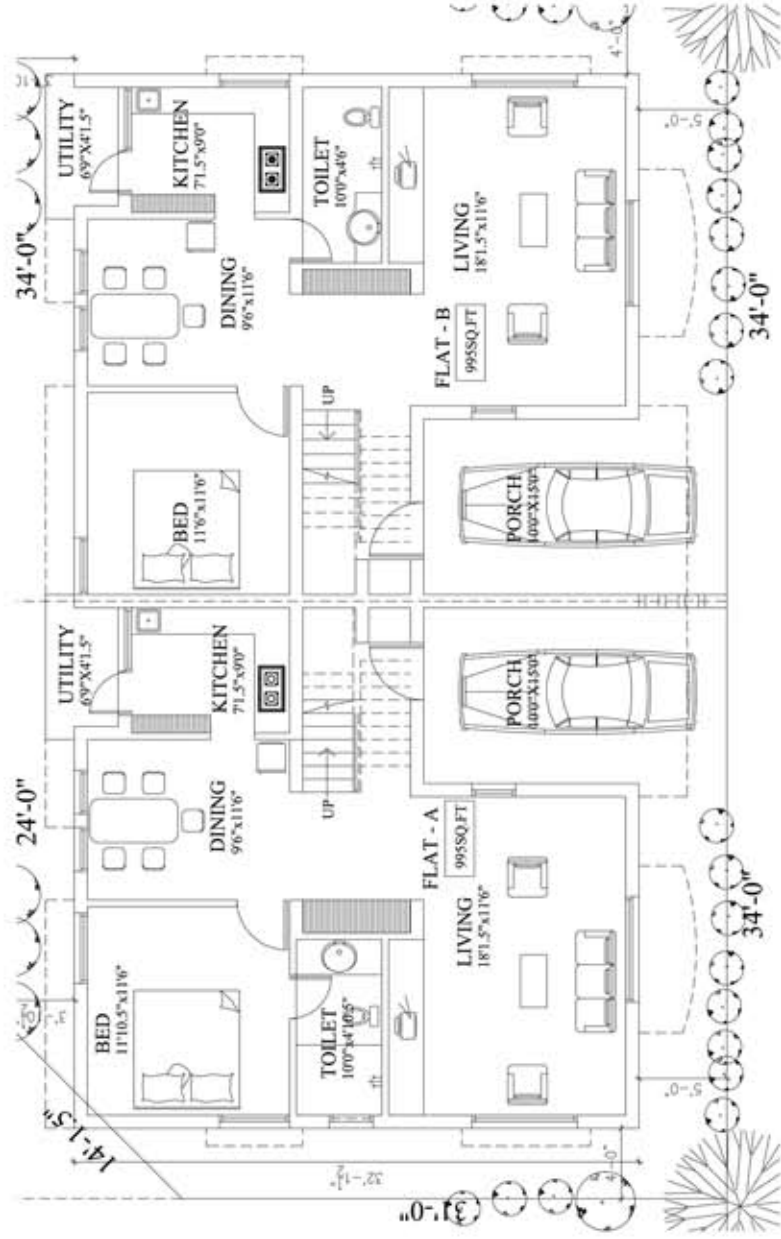 24'-0"
34'-0"
14'-1.5"
UTILITY
6'9"X4'1.5"
UTILITY
6'9"X4'1.5"
BED
11'10.5"x11'6"
DINING
9'6"x11'6"
KITCHEN
7'1.5"x9'0"
BED
11'6"x11'6"
DINING
9'6"x11'6"
KITCHEN
7'1.5"x9'0"
TOILET
10'0"x4'10.5"
UP
UP
TOILET
10'0"x4'6"
32'-1½"
31'-0"
FLAT - A
995SQ.FT
FLAT - B
995SQ.FT
LIVING
18'1.5"x11'6"
PORCH
10'0"X15'0"
PORCH
10'0"X15'0"
LIVING
18'1.5"x11'6"
4'-0"
4'-0"
5'-0"
5'-0"
34'-0"
34'-0"